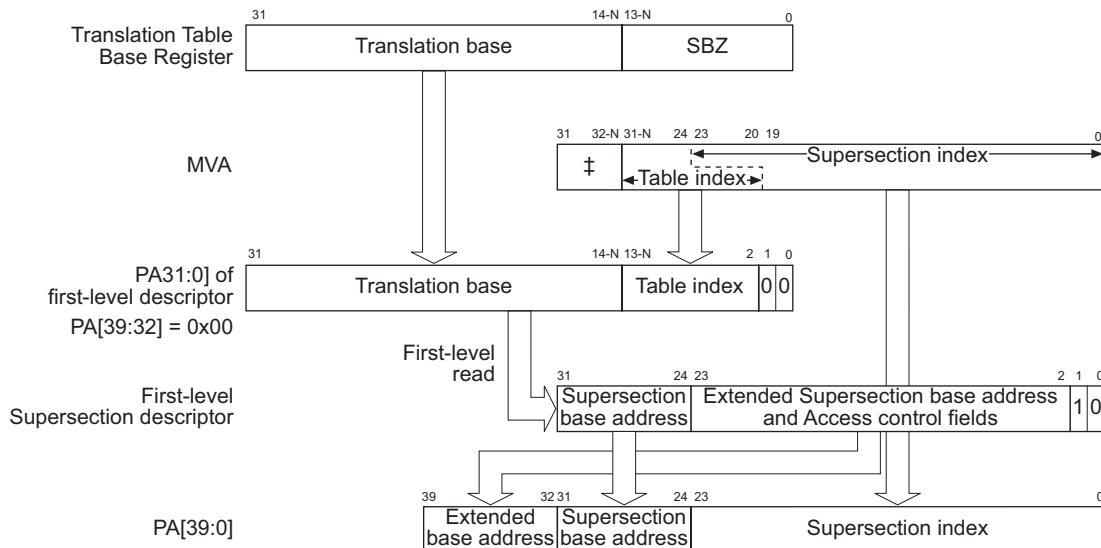 31 14-N 13-N 0
Translation Table
Base Register
Translation base
SBZ
31 32-N 31-N 24 23 20 19 0
MVA
‡
Supersection index
Table index
31 14-N 13-N 2 1 0
PA31:0] of
first-level descriptor
PA[39:32] = 0x00
Translation base
Table index
0 0
First-level
read
31 24 23 2 1 0
First-level
Supersection descriptor
Supersection
base address
Extended Supersection base address
and Access control fields
1 0
39 32 31 24 23 0
PA[39:0]
Extended
base address
Supersection
base address
Supersection index